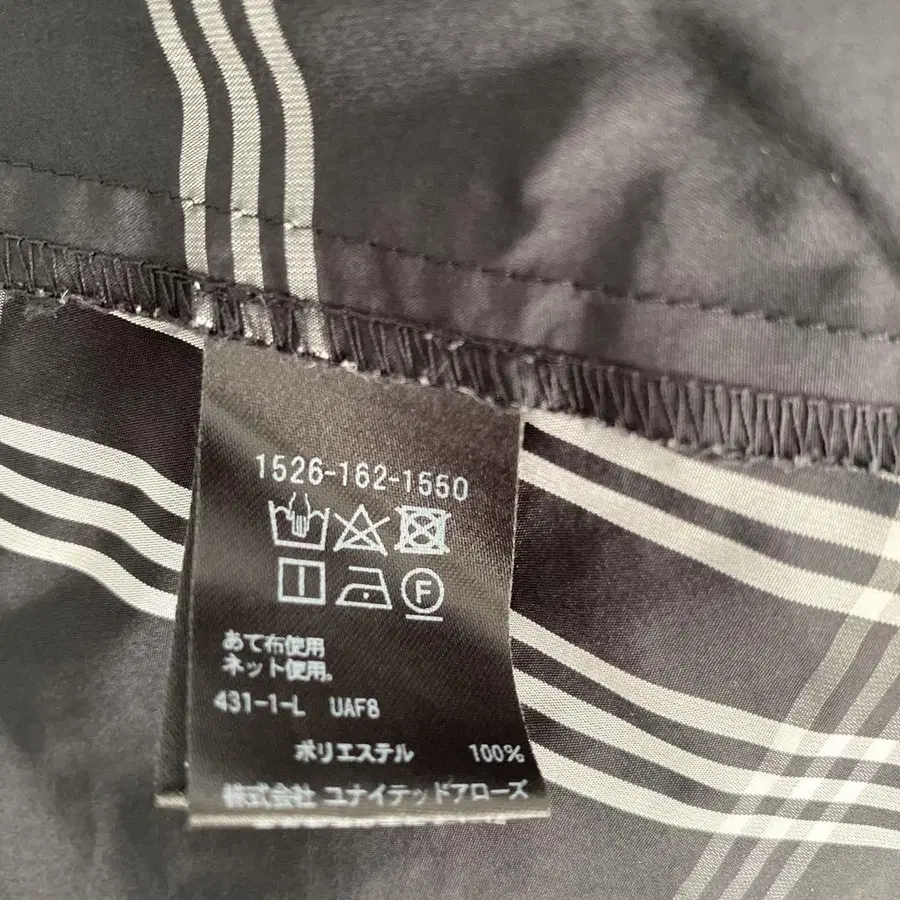 1526-162-1550
F
あて布使用
ネット使用。
431-1-L UAF8
ポリエステル 100%
株式会社 ユナイテッドアローズ